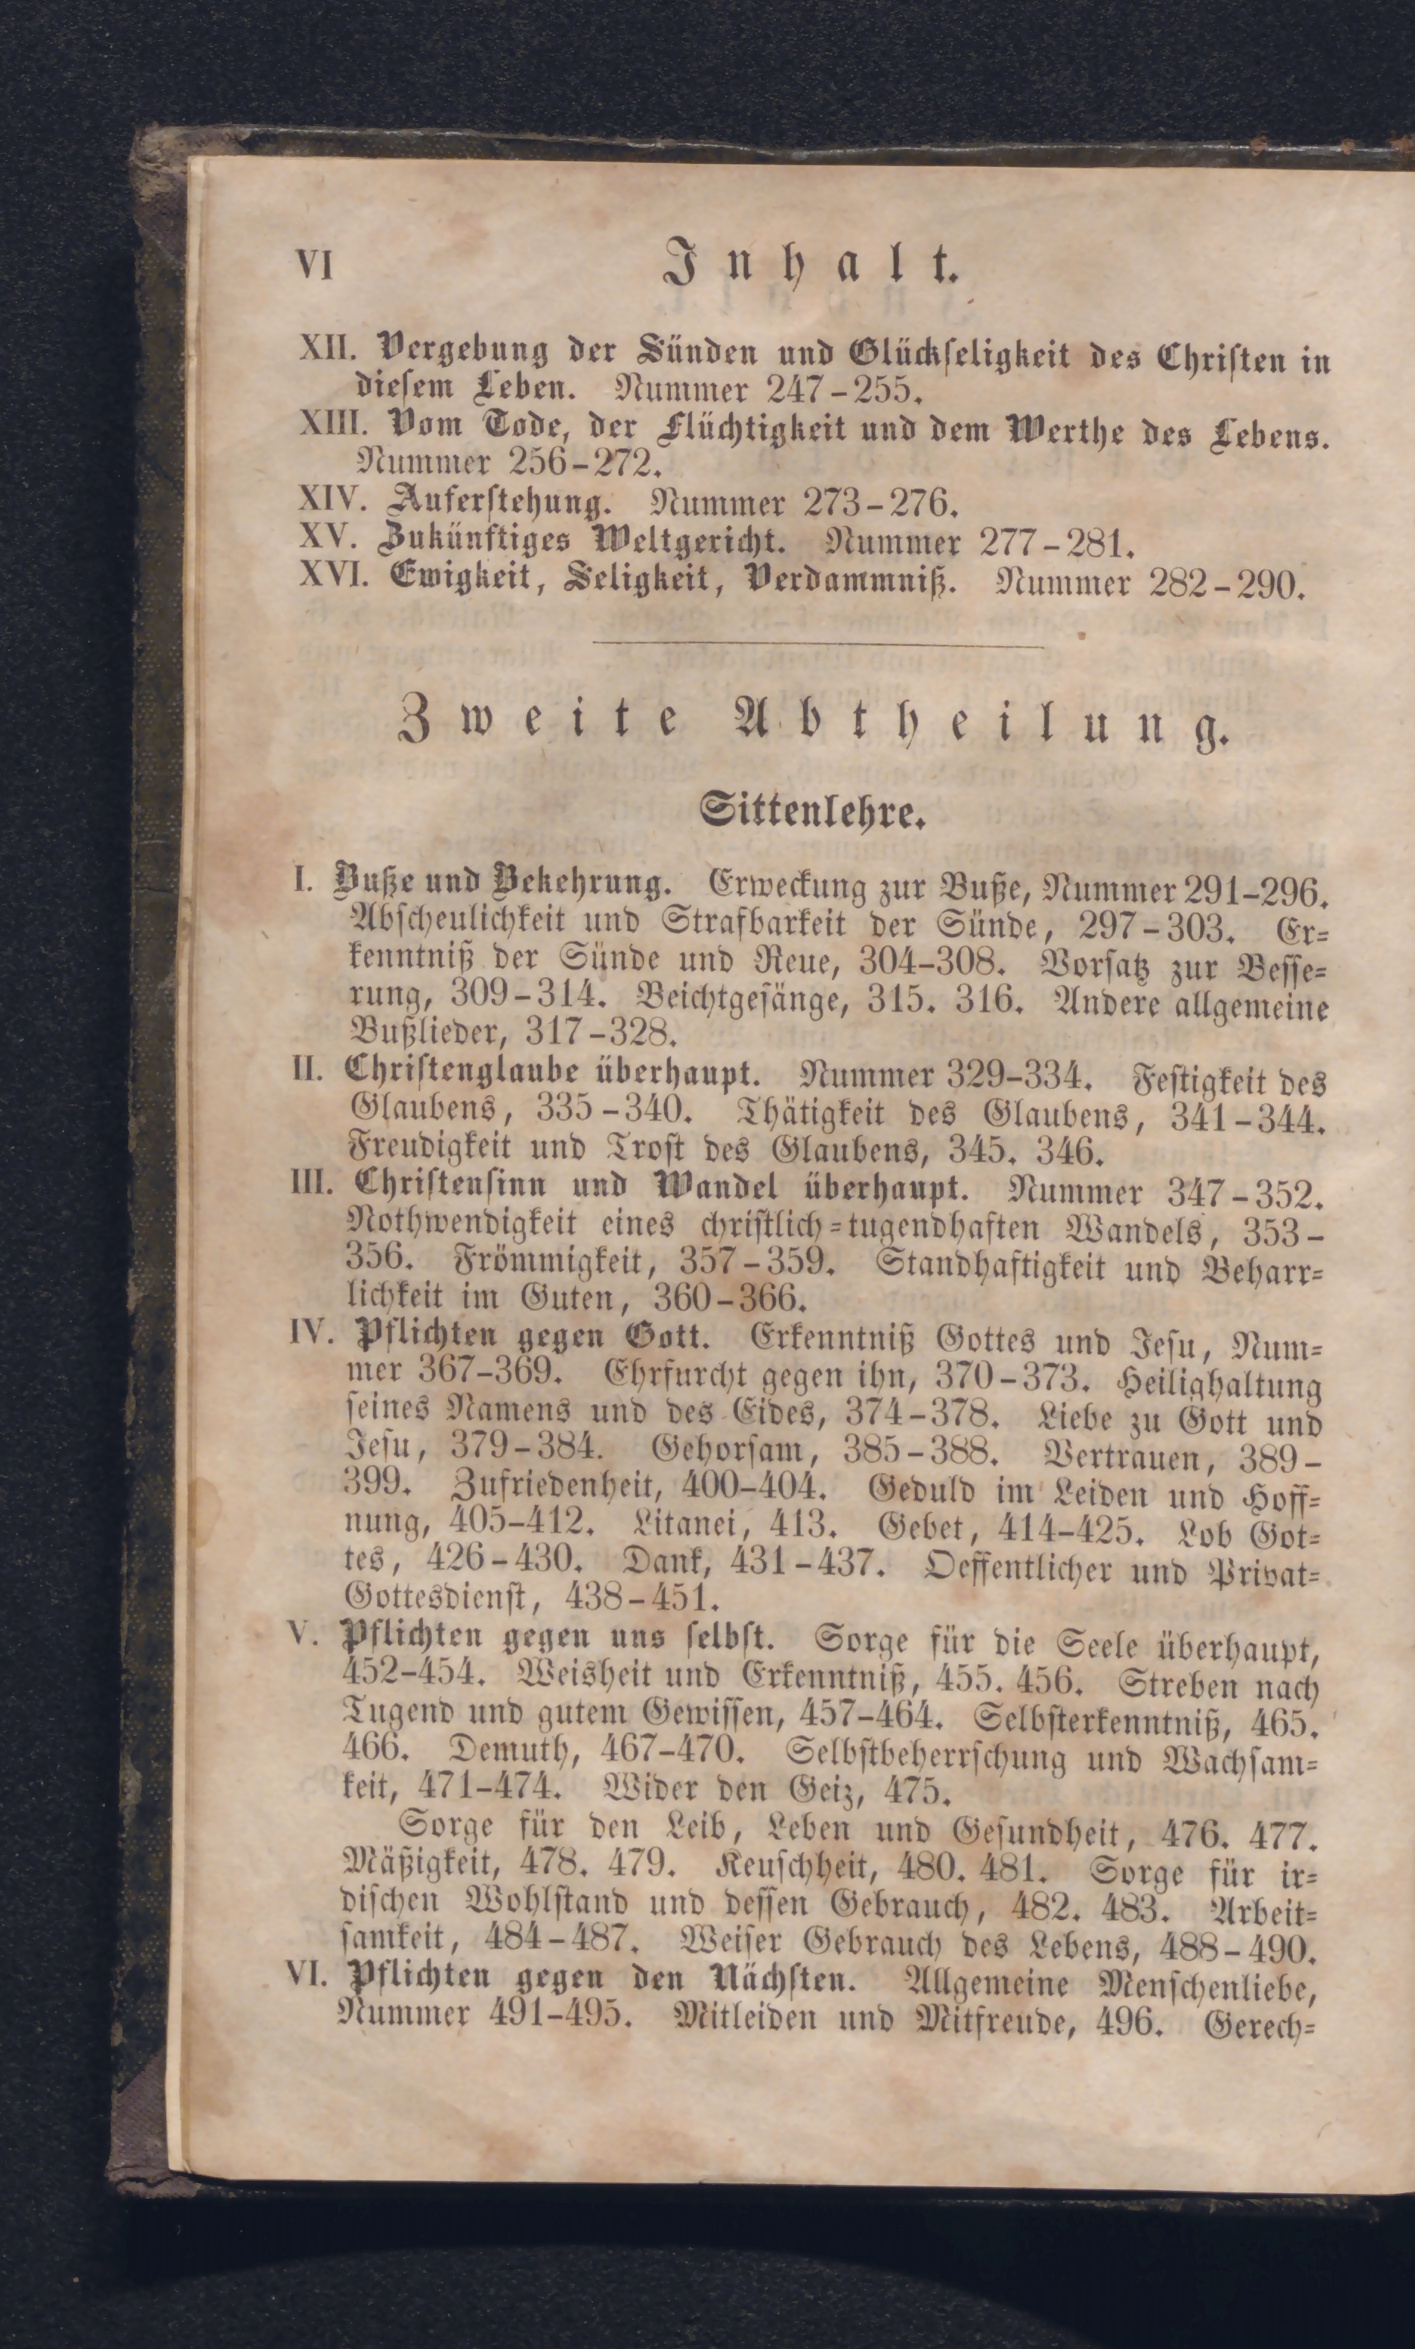 VI Inhalt.
XII. Vergebung der Sünden und Glückseligkeit des Christen in
diesem Leben. Nummer 247-255.
XIII. Vom Tode, der Flüchtigkeit und dem Werthe des Lebens.
Nummer 256-272.
XIV. Auferstehung. Nummer 273-276.
XV. Zukünftiges Weltgericht. Nummer 277-281.
XVI. Ewigkeit, Seligkeit, Verdammniß. Nummer 282-290.
Zweite Abtheilung.
Sittenlehre.
I. Buße und Bekehrung. Erweckung zur Buße, Nummer 291-296.
Abscheulichkeit und Strafbarkeit der Sünde, 297-303. Er-
kenntniß der Sünde und Reue, 304-308. Vorsatz zur Besse-
rung, 309-314. Beichtgesänge, 315. 316. Andere allgemeine
Bußlieder, 317-328.
II. Christenglaube überhaupt. Nummer 329-334. Festigkeit des
Glaubens, 335-340. Thätigkeit des Glaubens, 341-344.
Freudigkeit und Trost des Glaubens, 345. 346.
III. Christensinn und Wandel überhaupt. Nummer 347-352.
Nothwendigkeit eines christlich-tugendhaften Wandels, 353-
356. Frömmigkeit, 357-359. Standhaftigkeit und Beharr-
lichkeit im Guten, 360-366.
IV. Pflichten gegen Gott. Erkenntniß Gottes und Jesu, Num-
mer 367-369. Ehrfurcht gegen ihn, 370-373. Heilighaltung
seines Namens und des Eides, 374-378. Liebe zu Gott und
Jesu, 379-384. Gehorsam, 385-388. Vertrauen, 389-
399. Zufriedenheit, 400-404. Geduld im Leiden und Hoff-
nung, 405-412. Litanei, 413. Gebet, 414-425. Lob Got-
tes, 426-430. Dank, 431-437. Oeffentlicher und Privat-
Gottesdienst, 438-451.
V. Pflichten gegen uns selbst. Sorge für die Seele überhaupt,
452-454. Weisheit und Erkenntniß, 455. 456. Streben nach
Tugend und gutem Gewissen, 457-464. Selbsterkenntniß, 465.
466. Demuth, 467-470. Selbstbeherrschung und Wachsam-
keit, 471-474. Wider den Geiz, 475.
Sorge für den Leib, Leben und Gesundheit, 476. 477.
Mäßigkeit, 478. 479. Keuschheit, 480. 481. Sorge für ir-
dischen Wohlstand und dessen Gebrauch, 482. 483. Arbeit-
samkeit, 484-487. Weiser Gebrauch des Lebens, 488-490.
VI. Pflichten gegen den Nächsten. Allgemeine Menschenliebe,
Nummer 491-495. Mitleiden und Mitfreude, 496. Gerech-